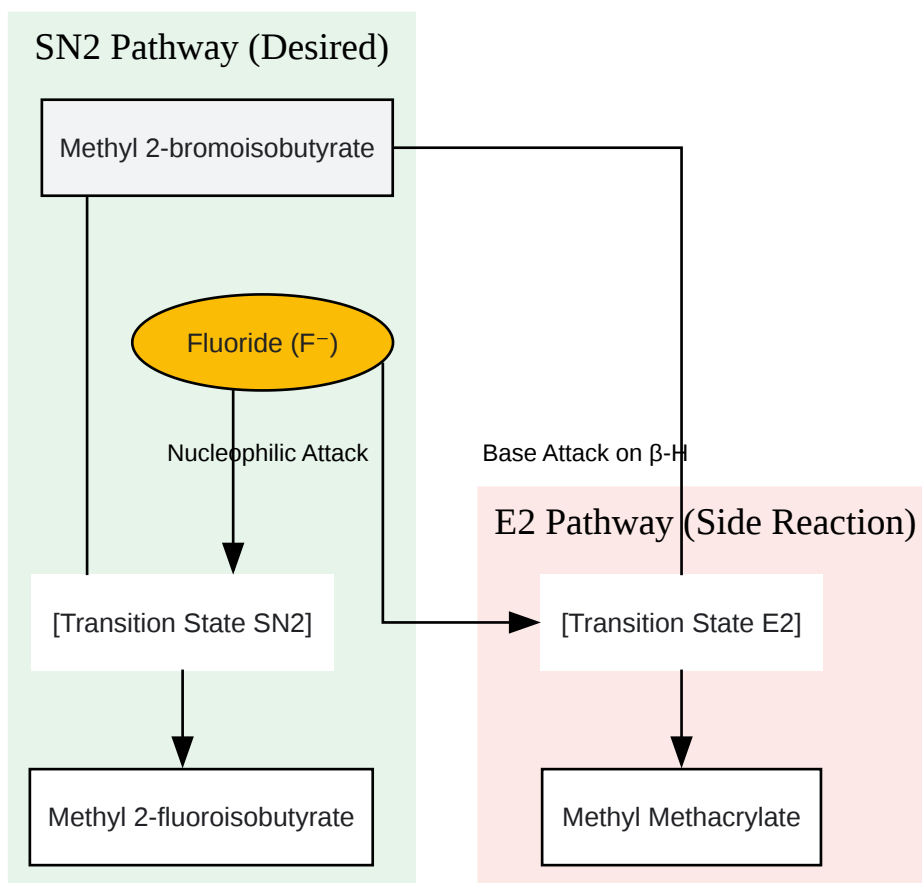 SN2 Pathway (Desired)
Methyl 2-bromoisobutyrate
Fluoride (F⁻)
Nucleophilic Attack
Base Attack on β-H
E2 Pathway (Side Reaction)
[Transition State SN2]
[Transition State E2]
Methyl 2-fluoroisobutyrate
Methyl Methacrylate